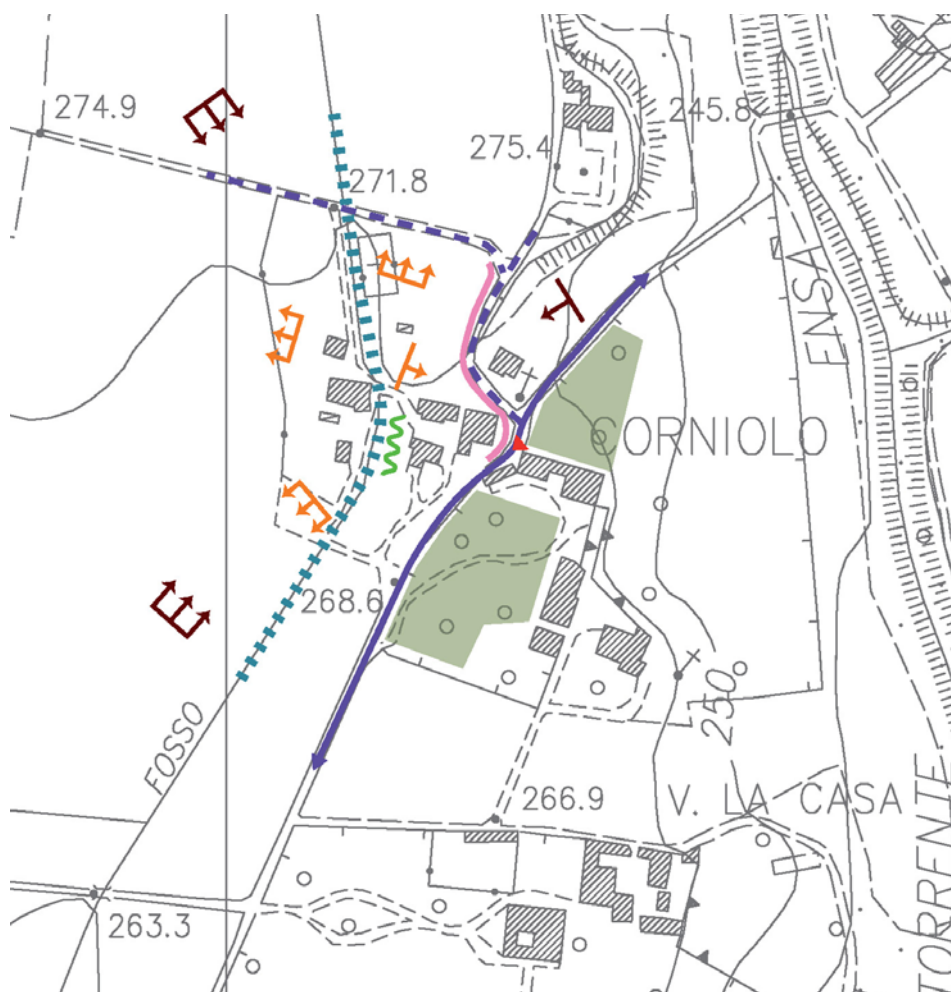 274.9
245.8
275.4
271.8
ENSA
CORNIOLO
268.6
250.
FOSSO
266.9
V. LA CASA
TORRENTE
263.3